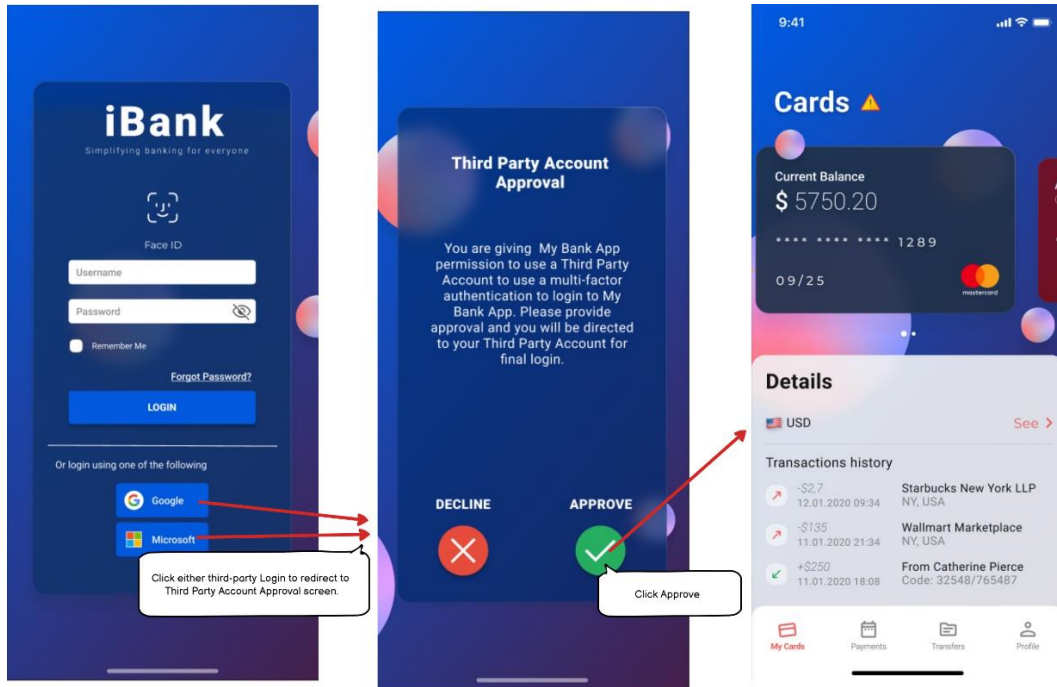 iBank
Simplifying banking for everyone
Face ID
Username
Password
Remember Me
Forgot Password?
LOGIN
Or login using one of the following
Google
Microsoft
Click either third-party Login to redirect to
Third Party Account Approval screen.
Third Party Account
Approval
You are giving My Bank App
permission to use a Third Party
Account to use a multi-factor
authentication to login to My
Bank App. Please provide
approval and you will be directed
to your Third Party Account for
final login.
DECLINE
APPROVE
Click Approve
9:41
Cards
Current Balance
$ 5750.20
**** **** **** 1289
09/25
mastercard
Details
USD
See >
Transactions history
-$2,7
Starbucks New York LLP
12.01.2020 09:34
NY, USA
-$135
Wallmart Marketplace
11.01.2020 21:34
NY, USA
+$250
From Catherine Pierce
11.01.2020 18:08
Code: 32548/765487
My Cards
Payments
Transfers
Profile